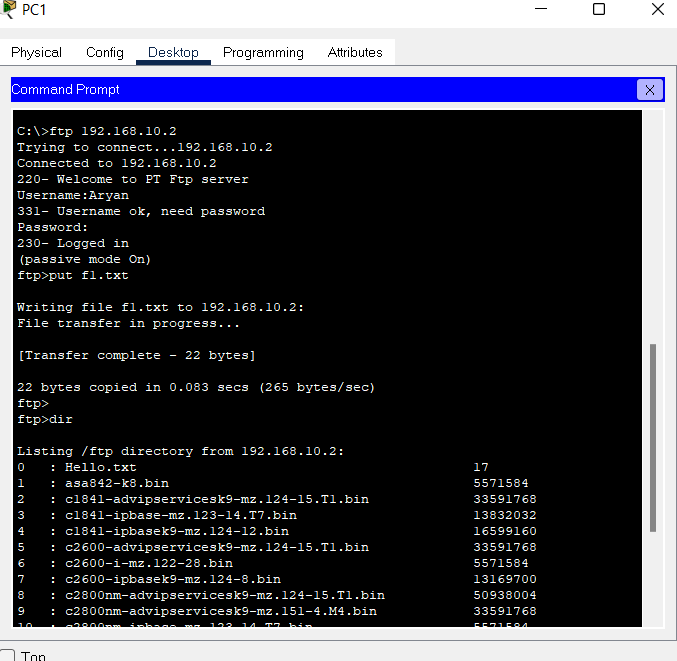 PC1
Physical Config Desktop Programming Attributes
Command Prompt X
C:\>ftp 192.168.10.2
Trying to connect...192.168.10.2
Connected to 192.168.10.2
220- Welcome to PT Ftp server
Username:Aryan
331- Username ok, need password
Password:
230- Logged in
(passive mode On)
ftp>put f1.txt
Writing file f1.txt to 192.168.10.2:
File transfer in progress...
[Transfer complete - 22 bytes]
22 bytes copied in 0.083 secs (265 bytes/sec)
ftp>
ftp>dir
Listing /ftp directory from 192.168.10.2:
0 : Hello.txt 17
1 : asa842-k8.bin 5571584
2 : c1841-advipservicesk9-mz.124-15.T1.bin 33591768
3 : c1841-ipbase-mz.123-14.T7.bin 13832032
4 : c1841-ipbasek9-mz.124-12.bin 16599160
5 : c2600-advipservicesk9-mz.124-15.T1.bin 33591768
6 : c2600-i-mz.122-28.bin 5571584
7 : c2600-ipbasek9-mz.124-8.bin 13169700
8 : c2800nm-advipservicesk9-mz.124-15.T1.bin 50938004
9 : c2800nm-advipservicesk9-mz.151-4.M4.bin 33591768
10 : c2800nm-ipbase-mz.123-14.T7.bin 5571584
Top